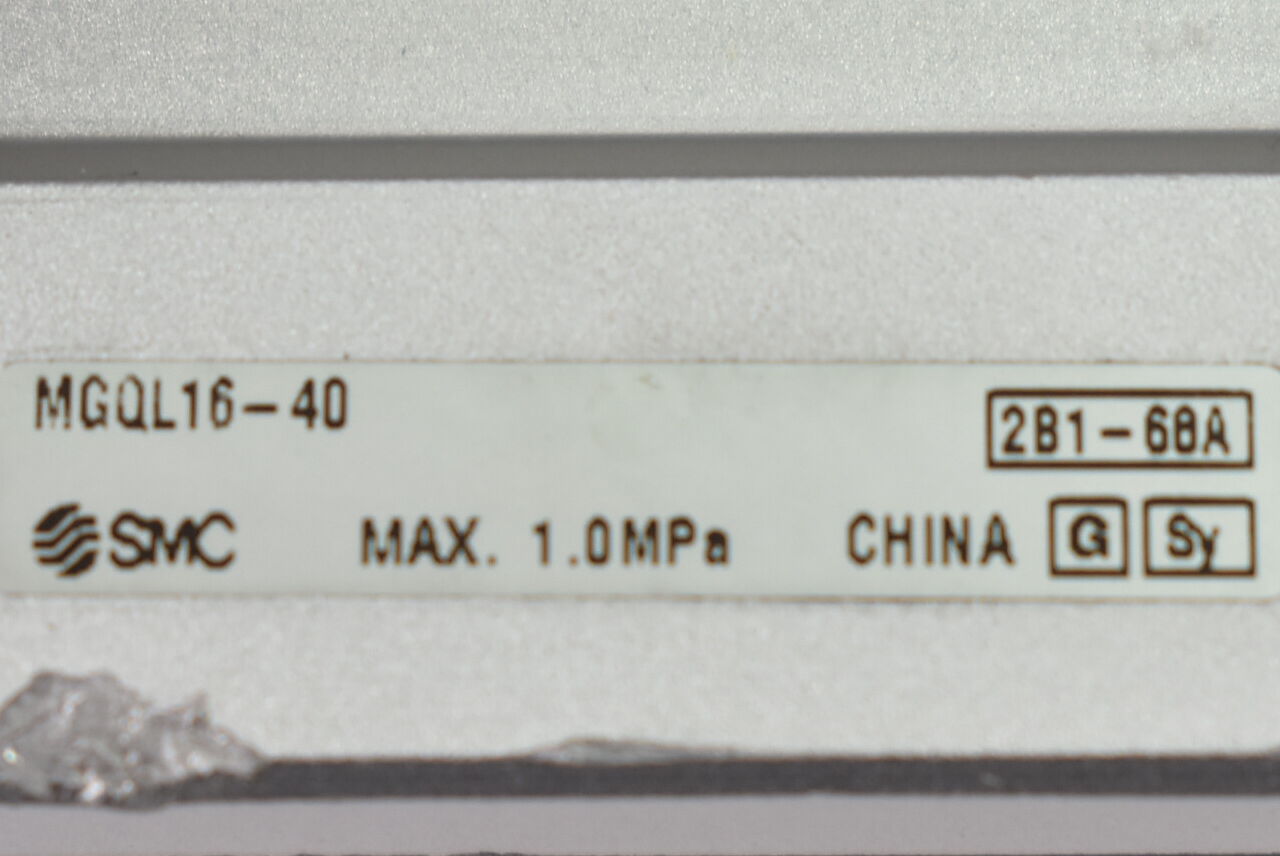 MGQL16-40
2B1-68A
SMC MAX. 1.0MPa CHINA G Sy